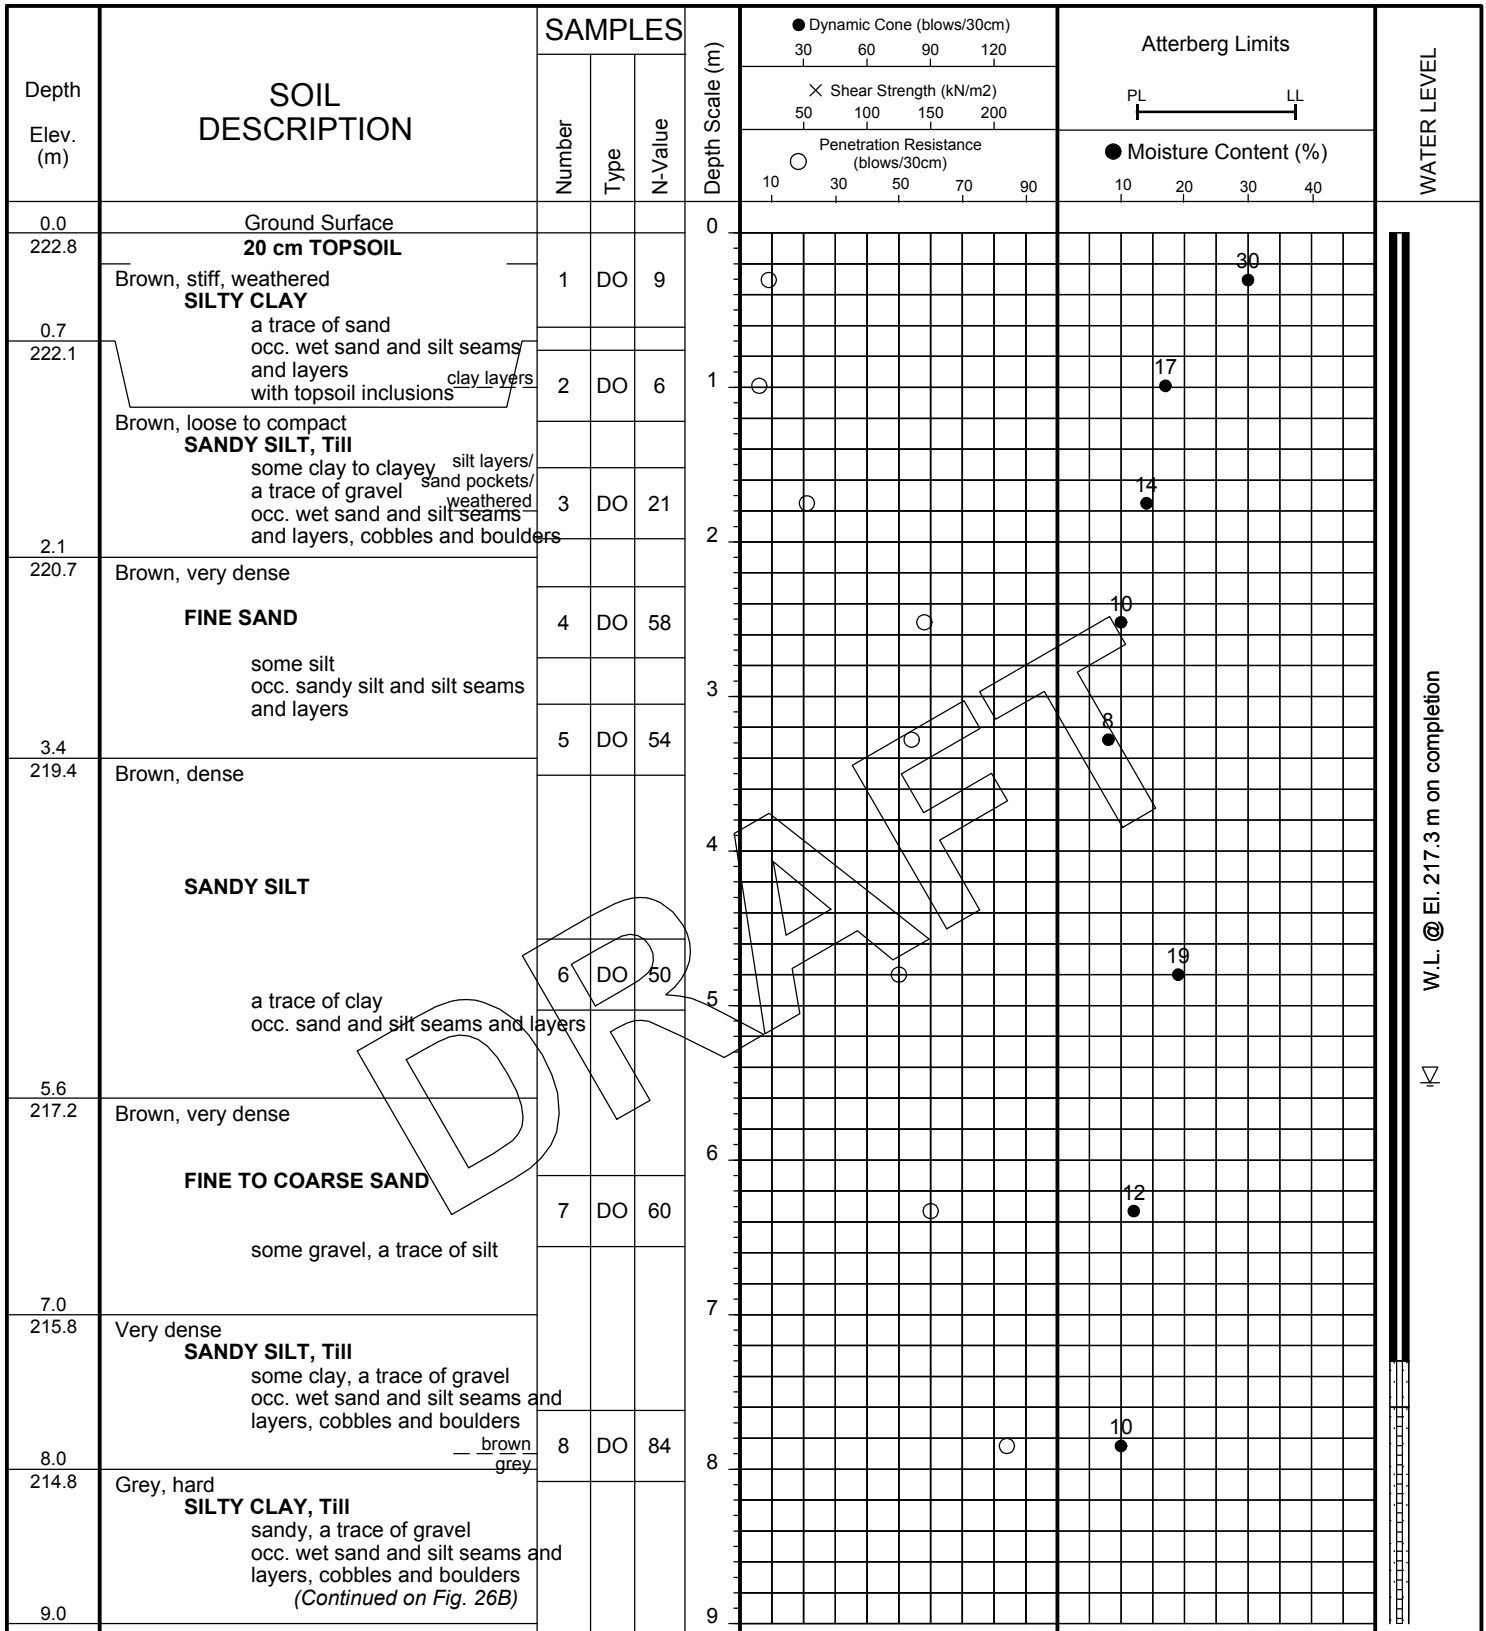 Depth
Elev.
(m)
SOIL
DESCRIPTION
SAMPLES
Number
Type
N-Value
Depth Scale (m)
● Dynamic Cone (blows/30cm)
30 60 90 120
× Shear Strength (kN/m2)
50 100 150 200
○ Penetration Resistance
(blows/30cm)
10 30 50 70 90
Atterberg Limits
PL LL
● Moisture Content (%)
10 20 30 40
WATER LEVEL
0.0 Ground Surface 0
222.8 20 cm TOPSOIL
30
Brown, stiff, weathered 1 DO 9
SILTY CLAY
a trace of sand
0.7
occ. wet sand and silt seams
222.1
and layers
17
with topsoil inclusions clay layers 2 DO 6 1
Brown, loose to compact
SANDY SILT, Till
some clay to clayey silt layers/
a trace of gravel sand pockets/
14
weathered 3 DO 21
occ. wet sand and silt seams
and layers, cobbles and boulders 2
2.1
220.7 Brown, very dense
10
FINE SAND 4 DO 58
some silt
occ. sandy silt and silt seams 3
and layers
8
5 DO 54
3.4
219.4 Brown, dense
4
SANDY SILT
19
6 DO 50
a trace of clay 5
occ. sand and silt seams and layers
W.L. @ El. 217.3 m on completion
5.6
217.2 Brown, very dense
6
FINE TO COARSE SAND
12
7 DO 60
some gravel, a trace of silt
7.0 7
215.8 Very dense
SANDY SILT, Till
some clay, a trace of gravel
occ. wet sand and silt seams and
layers, cobbles and boulders
10
brown 8 DO 84
8.0 grey 8
214.8 Grey, hard
SILTY CLAY, Till
sandy, a trace of gravel
occ. wet sand and silt seams and
layers, cobbles and boulders
(Continued on Fig. 26B)
9.0 9
DRAFT